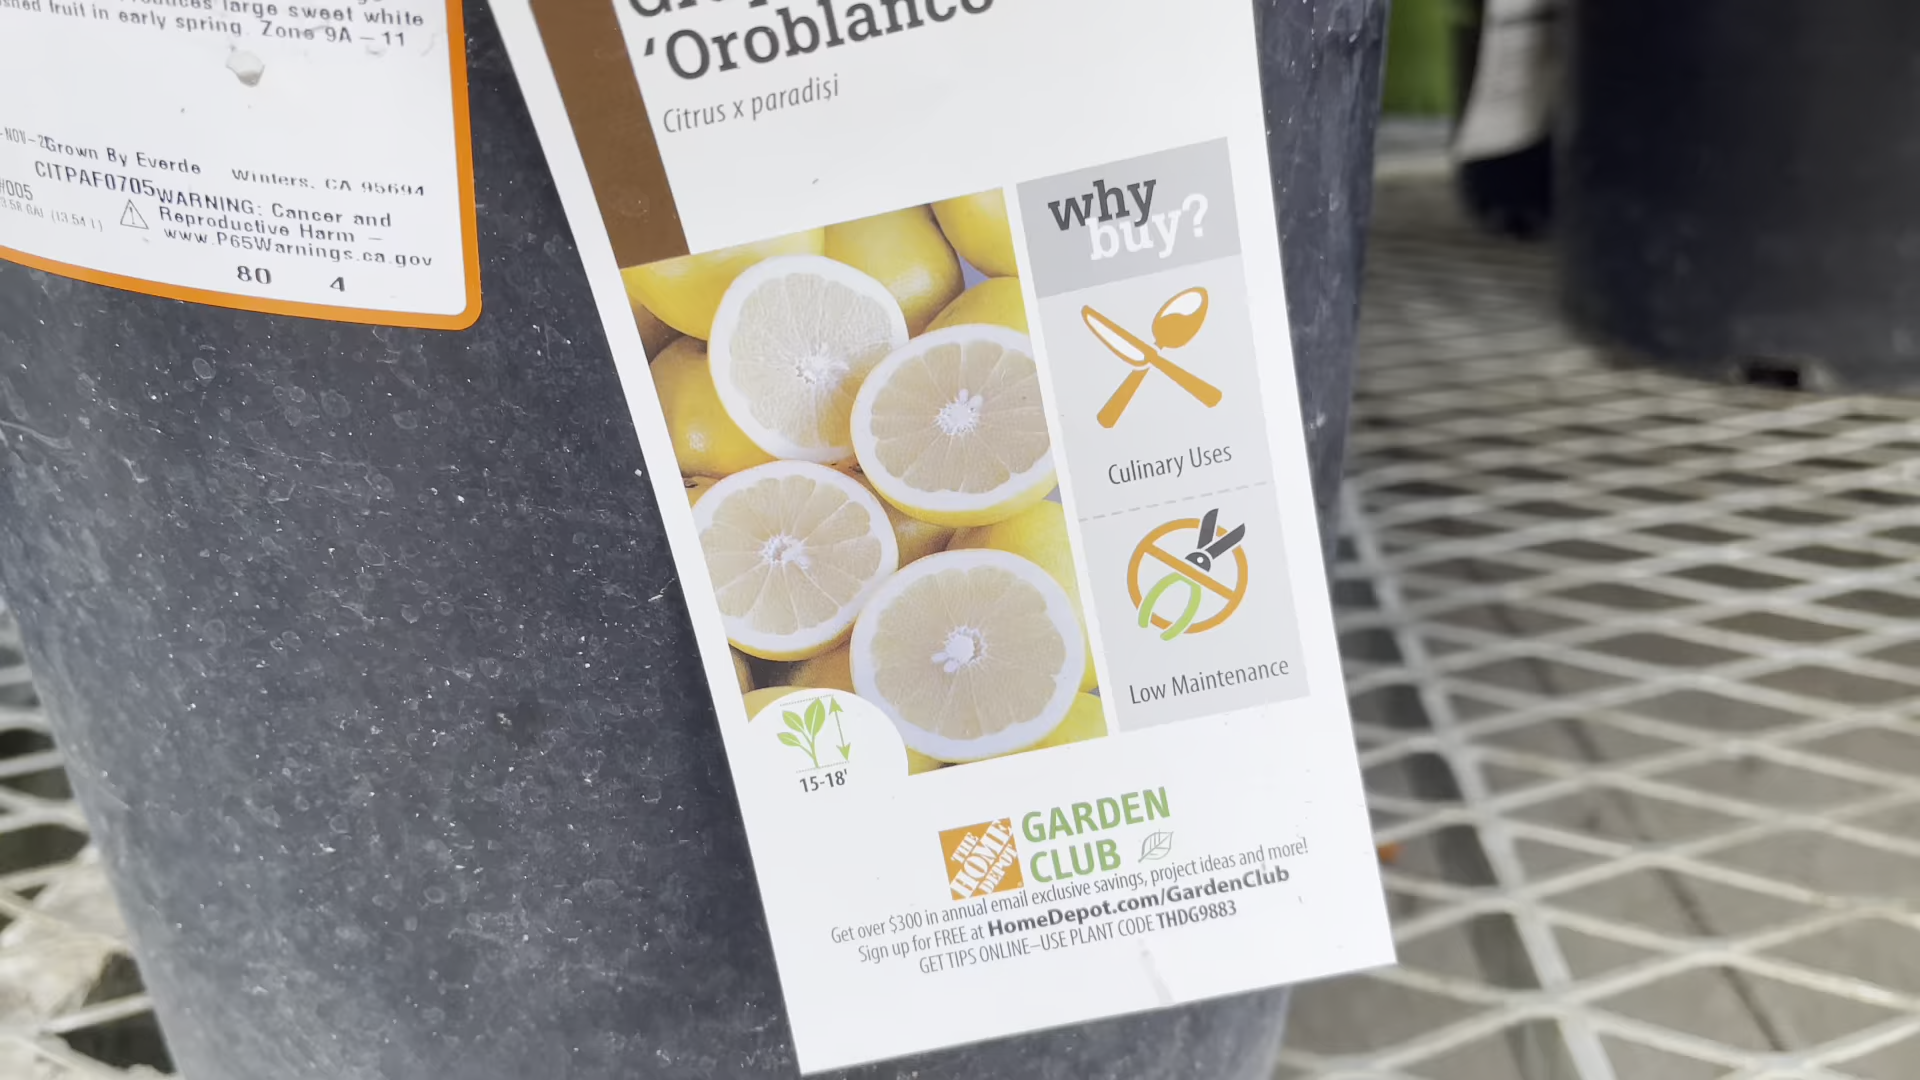 large sweet white
fruit in early spring. Zone 9A – 11
Grown By Everde Winters, CA 95694
CITPAF0705
WARNING: Cancer and
Reproductive Harm –
www.P65Warnings.ca.gov
80 4
'Oroblanco
Citrus x paradisi
why
buy?
Culinary Uses
Low Maintenance
15-18'
THE
HOME
DEPOT
GARDEN
CLUB
Get over $300 in annual email exclusive savings, project ideas and more!
Sign up for FREE at HomeDepot.com/GardenClub
GET TIPS ONLINE–USE PLANT CODE THDG9883